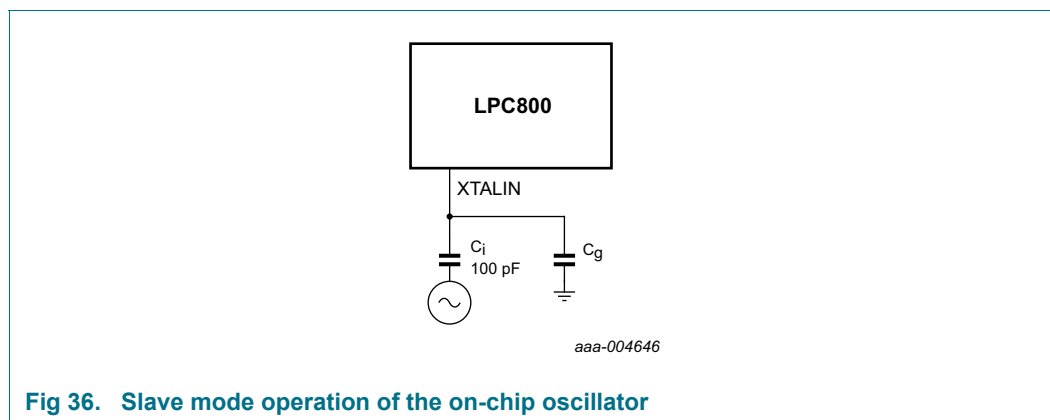 LPC800
XTALIN
Ci
100 pF
Cg
aaa-004646
Fig 36. Slave mode operation of the on-chip oscillator